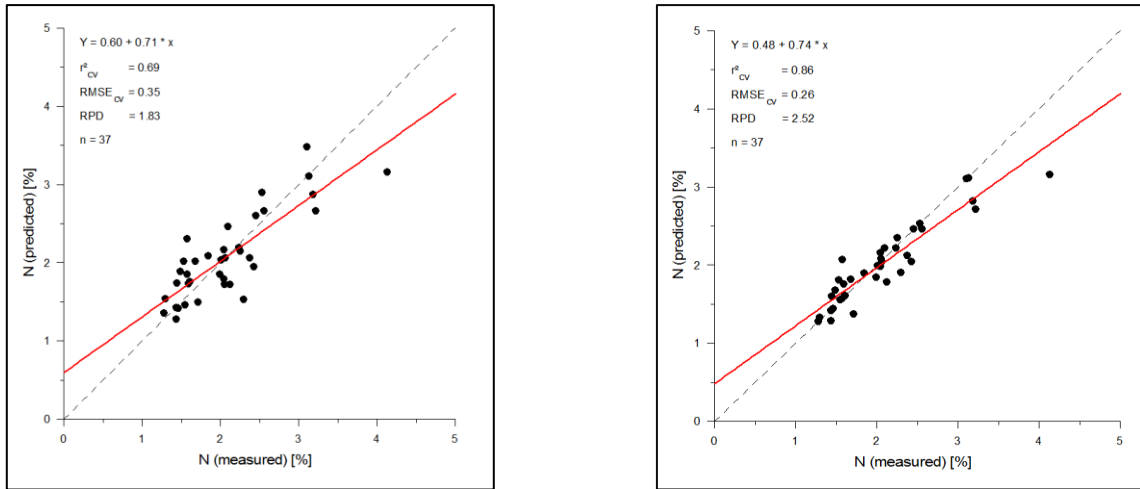 5
Y = 0.60 + 0.71 * x
r²CV = 0.69
RMSECV = 0.35
RPD = 1.83
n = 37
4
3
2
1
0
N (predicted) [%]
0 1 2 3 4 5
N (measured) [%]
5
Y = 0.48 + 0.74 * x
r²CV = 0.86
RMSECV = 0.26
RPD = 2.52
n = 37
4
3
2
1
0
N (predicted) [%]
0 1 2 3 4 5
N (measured) [%]